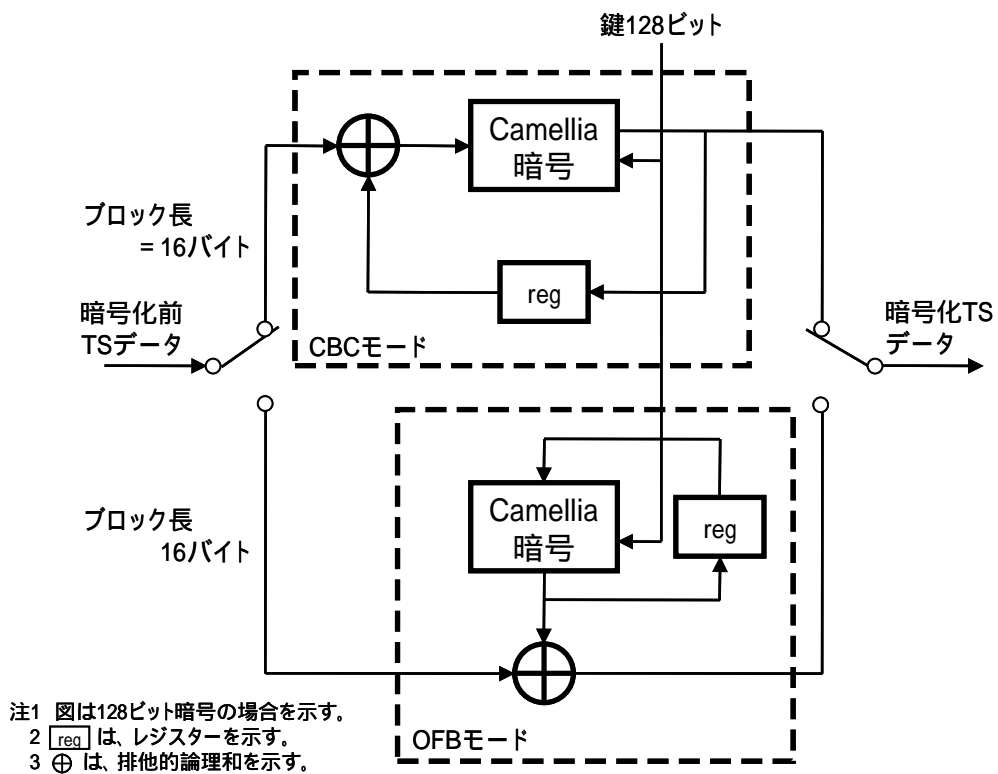 鍵128ビット
Camellia
暗号
ブロック長
= 16バイト
reg
暗号化前
TSデータ
暗号化TS
データ
CBCモード
Camellia
暗号
reg
ブロック長
16バイト
OFBモード
注1 図は128ビット暗号の場合を示す。
2 reg は、レジスターを示す。
3 ⊕ は、排他的論理和を示す。